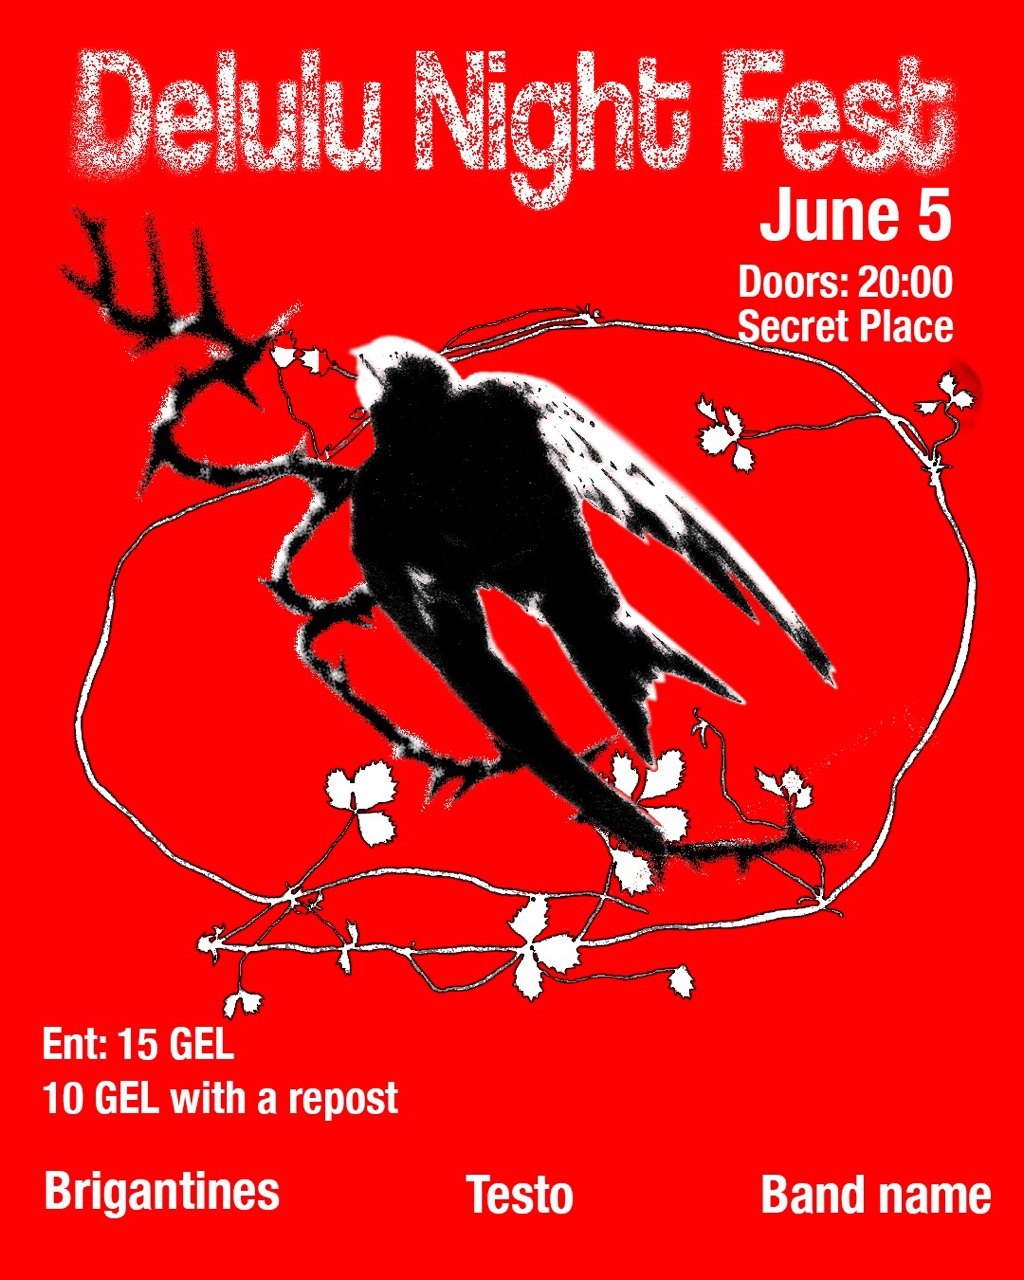 Delulu Night Fest
June 5
Doors: 20:00
Secret Place
Ent: 15 GEL
10 GEL with a repost
Brigantines
Testo
Band name